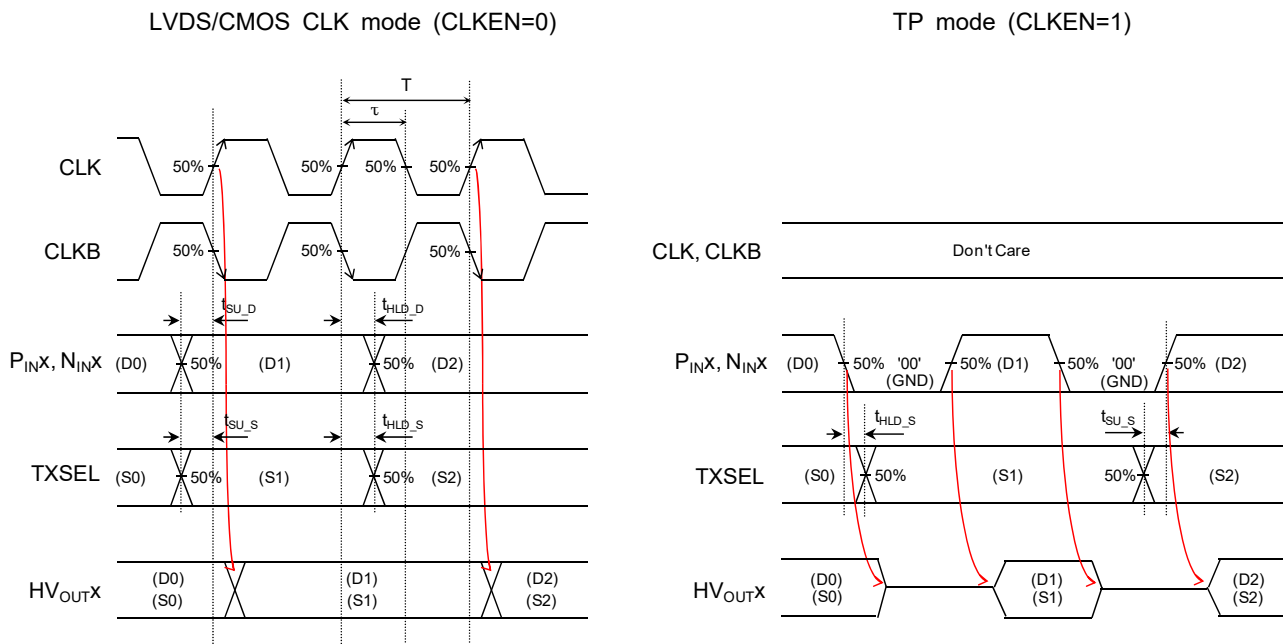 LVDS/CMOS CLK mode (CLKEN=0)
T
τ
CLK
50%
50%
50%
50%
CLKB
50%
50%
50%
tSU_D
tHLD_D
PINx, NINx
(D0)
50%
(D1)
50%
(D2)
tSU_S
tHLD_S
TXSEL
(S0)
50%
(S1)
50%
(S2)
HVOUTx
(D0)
(S0)
(D1)
(S1)
(D2)
(S2)
TP mode (CLKEN=1)
CLK, CLKB
Don't Care
PINx, NINx
(D0)
50%
'00'
(GND)
50%
(D1)
50%
'00'
(GND)
50%
(D2)
tHLD_S
tSU_S
TXSEL
(S0)
50%
(S1)
50%
(S2)
HVOUTx
(D0)
(S0)
(D1)
(S1)
(D2)
(S2)